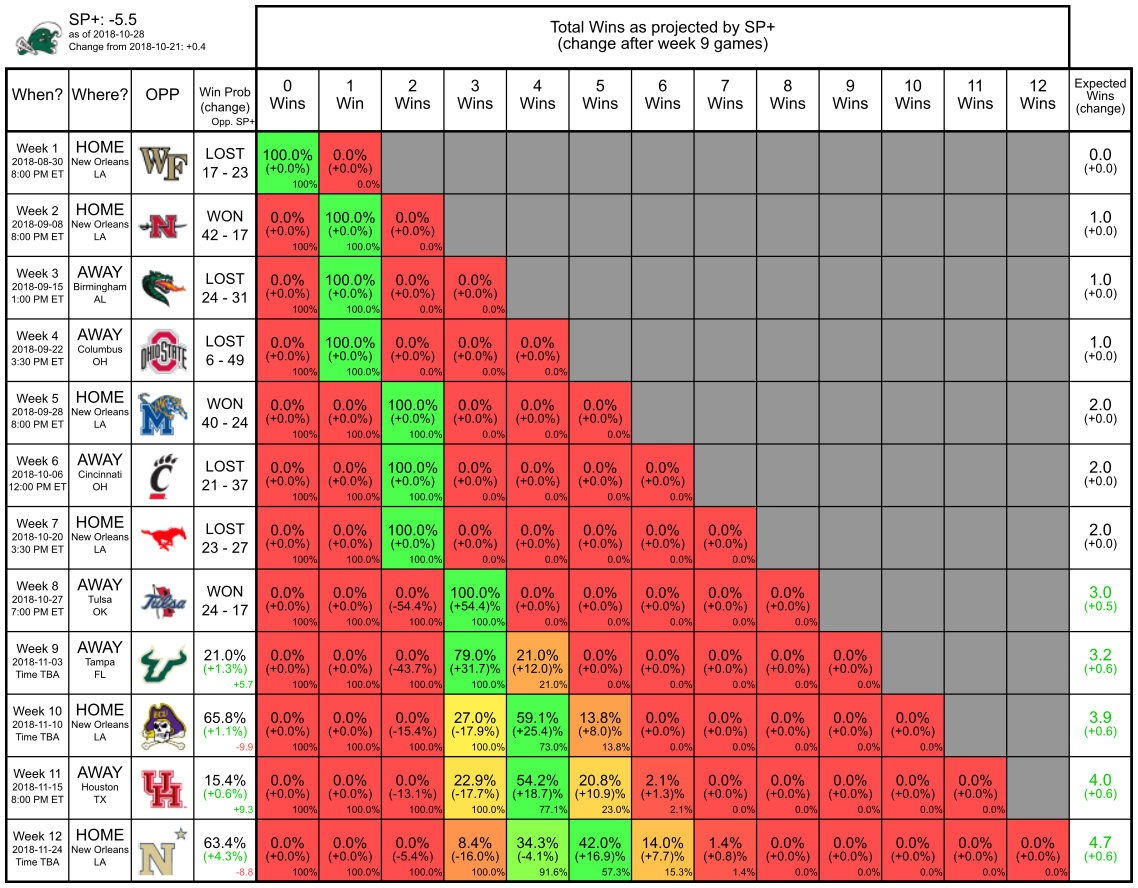 SP+: -5.5
as of 2018-10-28
Change from 2018-10-21: +0.4
Total Wins as projected by SP+
(change after week 9 games)
When? Where? OPP Win Prob (change) Opp. SP+ 0 Wins 1 Win 2 Wins 3 Wins 4 Wins 5 Wins 6 Wins 7 Wins 8 Wins 9 Wins 10 Wins 11 Wins 12 Wins Expected Wins (change)
Week 1 HOME WF LOST 100.0% 0.0% 0.0
2018-08-30 New Orleans (+0.0%) (+0.0%) (+0.0)
8:00 PM ET LA 17 - 23 100% 0.0%
Week 2 HOME N WON 0.0% 100.0% 0.0% 1.0
2018-09-08 New Orleans (+0.0%) (+0.0%) (+0.0%) (+0.0)
8:00 PM ET LA 42 - 17 100% 100.0% 0.0%
Week 3 AWAY LOST 0.0% 100.0% 0.0% 0.0% 1.0
2018-09-15 Birmingham (+0.0%) (+0.0%) (+0.0%) (+0.0%) (+0.0)
1:00 PM ET AL 24 - 31 100% 100.0% 0.0% 0.0%
Week 4 AWAY OHIO STATE LOST 0.0% 100.0% 0.0% 0.0% 0.0% 1.0
2018-09-22 Columbus (+0.0%) (+0.0%) (+0.0%) (+0.0%) (+0.0%) (+0.0)
3:30 PM ET OH 6 - 49 100% 100.0% 0.0% 0.0% 0.0%
Week 5 HOME M WON 0.0% 0.0% 100.0% 0.0% 0.0% 0.0% 2.0
2018-09-28 New Orleans (+0.0%) (+0.0%) (+0.0%) (+0.0%) (+0.0%) (+0.0%) (+0.0)
8:00 PM ET LA 40 - 24 100% 100.0% 100.0% 0.0% 0.0% 0.0%
Week 6 AWAY C LOST 0.0% 0.0% 100.0% 0.0% 0.0% 0.0% 0.0% 2.0
2018-10-06 Cincinnati (+0.0%) (+0.0%) (+0.0%) (+0.0%) (+0.0%) (+0.0%) (+0.0%) (+0.0)
12:00 PM ET OH 21 - 37 100% 100.0% 100.0% 0.0% 0.0% 0.0% 0.0%
Week 7 HOME LOST 0.0% 0.0% 100.0% 0.0% 0.0% 0.0% 0.0% 0.0% 2.0
2018-10-20 New Orleans (+0.0%) (+0.0%) (+0.0%) (+0.0%) (+0.0%) (+0.0%) (+0.0%) (+0.0%) (+0.0)
3:30 PM ET LA 23 - 27 100% 100.0% 100.0% 0.0% 0.0% 0.0% 0.0% 0.0%
Week 8 AWAY Tulsa WON 0.0% 0.0% 0.0% 100.0% 0.0% 0.0% 0.0% 0.0% 0.0% 3.0
2018-10-27 Tulsa (+0.0%) (+0.0%) (-54.4%) (+54.4)% (+0.0%) (+0.0%) (+0.0%) (+0.0%) (+0.0%) (+0.5)
7:00 PM ET OK 24 - 17 100% 100.0% 100.0% 100.0% 0.0% 0.0% 0.0% 0.0% 0.0%
Week 9 AWAY 21.0% 0.0% 0.0% 0.0% 79.0% 21.0% 0.0% 0.0% 0.0% 0.0% 0.0% 3.2
2018-11-03 Tampa (+1.3%) (+0.0%) (+0.0%) (-43.7%) (+31.7)% (+12.0)% (+0.0%) (+0.0%) (+0.0%) (+0.0%) (+0.0%) (+0.6)
Time TBA FL +5.7 100% 100.0% 100.0% 100.0% 21.0% 0.0% 0.0% 0.0% 0.0% 0.0%
Week 10 HOME ECU 65.8% 0.0% 0.0% 0.0% 27.0% 59.1% 13.8% 0.0% 0.0% 0.0% 0.0% 0.0% 3.9
2018-11-10 New Orleans (+1.1%) (+0.0%) (+0.0%) (-15.4%) (-17.9%) (+25.4)% (+8.0)% (+0.0%) (+0.0%) (+0.0%) (+0.0%) (+0.0%) (+0.6)
Time TBA LA -9.9 100% 100.0% 100.0% 100.0% 73.0% 13.8% 0.0% 0.0% 0.0% 0.0% 0.0%
Week 11 AWAY UH 15.4% 0.0% 0.0% 0.0% 22.9% 54.2% 20.8% 2.1% 0.0% 0.0% 0.0% 0.0% 0.0% 4.0
2018-11-15 Houston (+0.6%) (+0.0%) (+0.0%) (-13.1%) (-17.7%) (+18.7)% (+10.9)% (+1.3)% (+0.0%) (+0.0%) (+0.0%) (+0.0%) (+0.0%) (+0.6)
8:00 PM ET TX +9.3 100% 100.0% 100.0% 100.0% 77.1% 23.0% 2.1% 0.0% 0.0% 0.0% 0.0% 0.0%
Week 12 HOME N 63.4% 0.0% 0.0% 0.0% 8.4% 34.3% 42.0% 14.0% 1.4% 0.0% 0.0% 0.0% 0.0% 0.0% 4.7
2018-11-24 New Orleans (+4.3%) (+0.0%) (+0.0%) (-5.4%) (-16.0%) (-4.1%) (+16.9)% (+7.7)% (+0.8)% (+0.0%) (+0.0%) (+0.0%) (+0.0%) (+0.0%) (+0.6)
Time TBA LA -8.8 100% 100.0% 100.0% 100.0% 91.6% 57.3% 15.3% 1.4% 0.0% 0.0% 0.0% 0.0% 0.0%